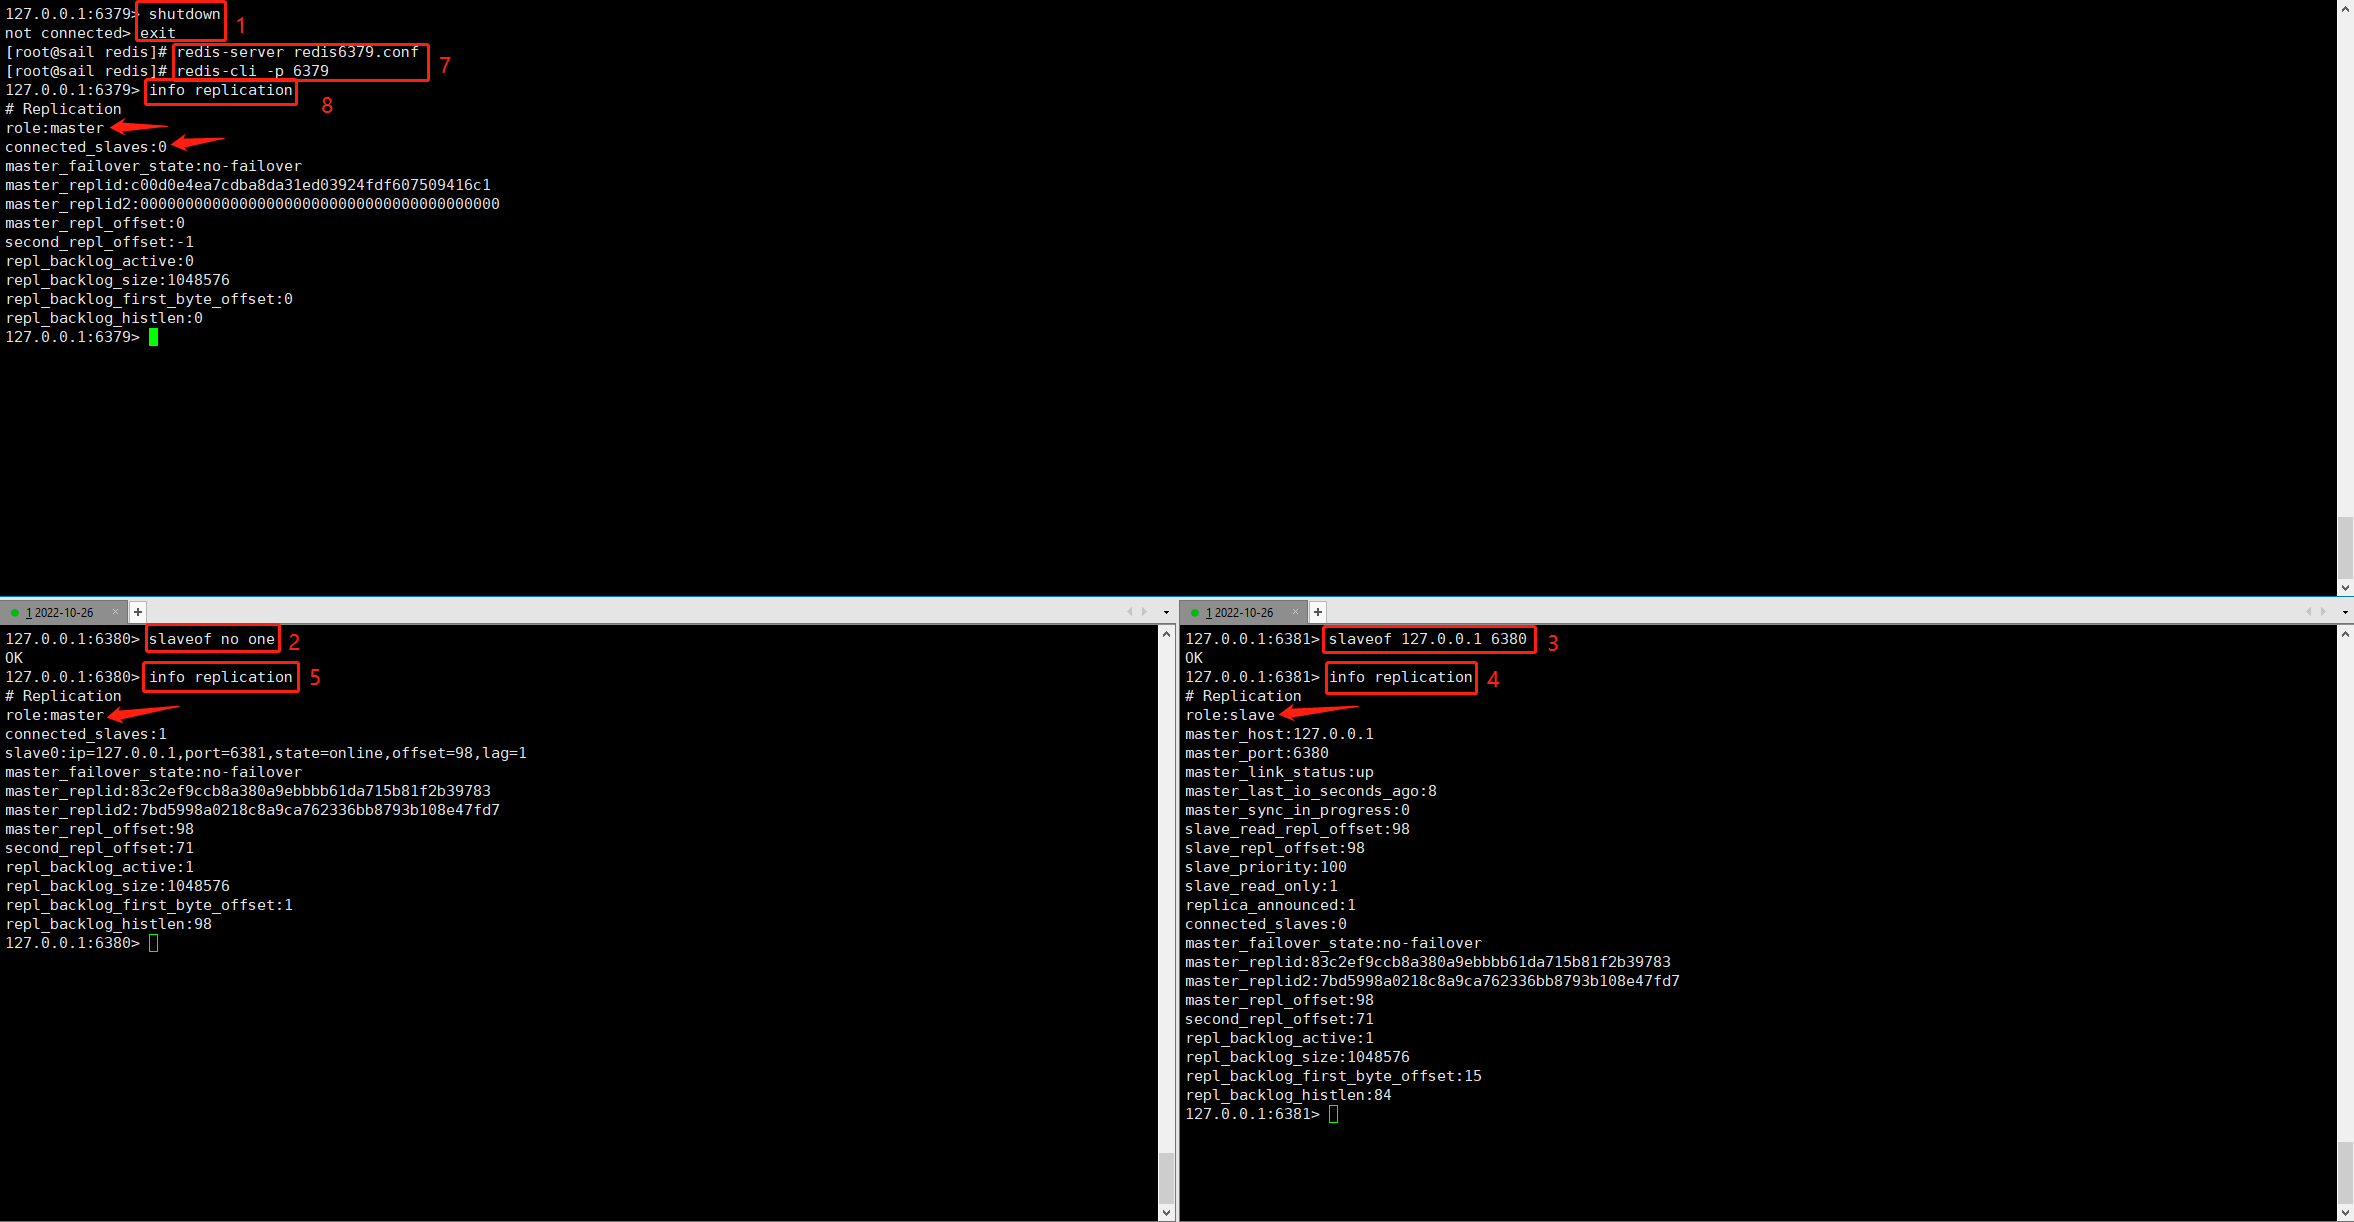 127.0.0.1:6379> shutdown
not connected> exit
1
[root@sail redis]# redis-server redis6379.conf
[root@sail redis]# redis-cli -p 6379
7
127.0.0.1:6379> info replication
8
# Replication
role:master
connected_slaves:0
master_failover_state:no-failover
master_replid:c00d0e4ea7cdba8da31ed03924fdf607509416c1
master_replid2:0000000000000000000000000000000000000000
master_repl_offset:0
second_repl_offset:-1
repl_backlog_active:0
repl_backlog_size:1048576
repl_backlog_first_byte_offset:0
repl_backlog_histlen:0
127.0.0.1:6379>
1 2022-10-26
127.0.0.1:6380> slaveof no one 2
OK
127.0.0.1:6380> info replication 5
# Replication
role:master
connected_slaves:1
slave0:ip=127.0.0.1,port=6381,state=online,offset=98,lag=1
master_failover_state:no-failover
master_replid:83c2ef9ccb8a380a9ebbbb61da715b81f2b39783
master_replid2:7bd5998a0218c8a9ca762336bb8793b108e47fd7
master_repl_offset:98
second_repl_offset:71
repl_backlog_active:1
repl_backlog_size:1048576
repl_backlog_first_byte_offset:1
repl_backlog_histlen:98
127.0.0.1:6380>
1 2022-10-26
127.0.0.1:6381> slaveof 127.0.0.1 6380 3
OK
127.0.0.1:6381> info replication 4
# Replication
role:slave
master_host:127.0.0.1
master_port:6380
master_link_status:up
master_last_io_seconds_ago:8
master_sync_in_progress:0
slave_read_repl_offset:98
slave_repl_offset:98
slave_priority:100
slave_read_only:1
replica_announced:1
connected_slaves:0
master_failover_state:no-failover
master_replid:83c2ef9ccb8a380a9ebbbb61da715b81f2b39783
master_replid2:7bd5998a0218c8a9ca762336bb8793b108e47fd7
master_repl_offset:98
second_repl_offset:71
repl_backlog_active:1
repl_backlog_size:1048576
repl_backlog_first_byte_offset:15
repl_backlog_histlen:84
127.0.0.1:6381>